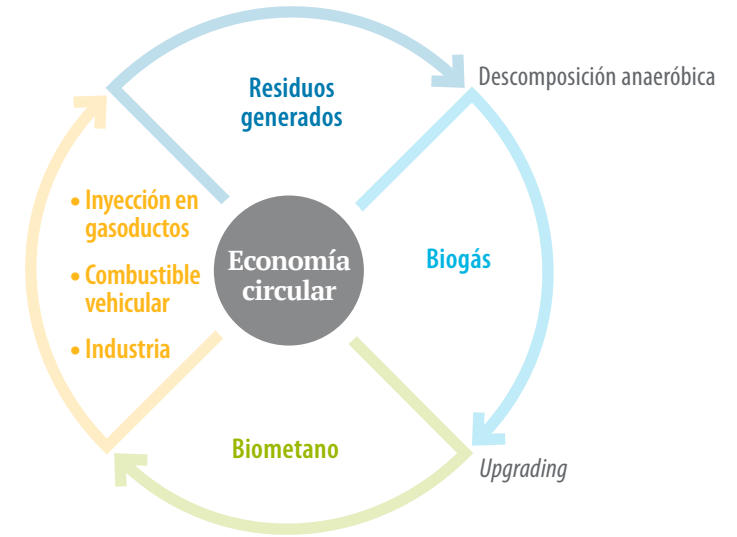 Residuos
generados
Descomposición anaeróbica
• Inyección en
gasoductos
• Combustible
vehicular
• Industria
Economía
circular
Biogás
Biometano
Upgrading